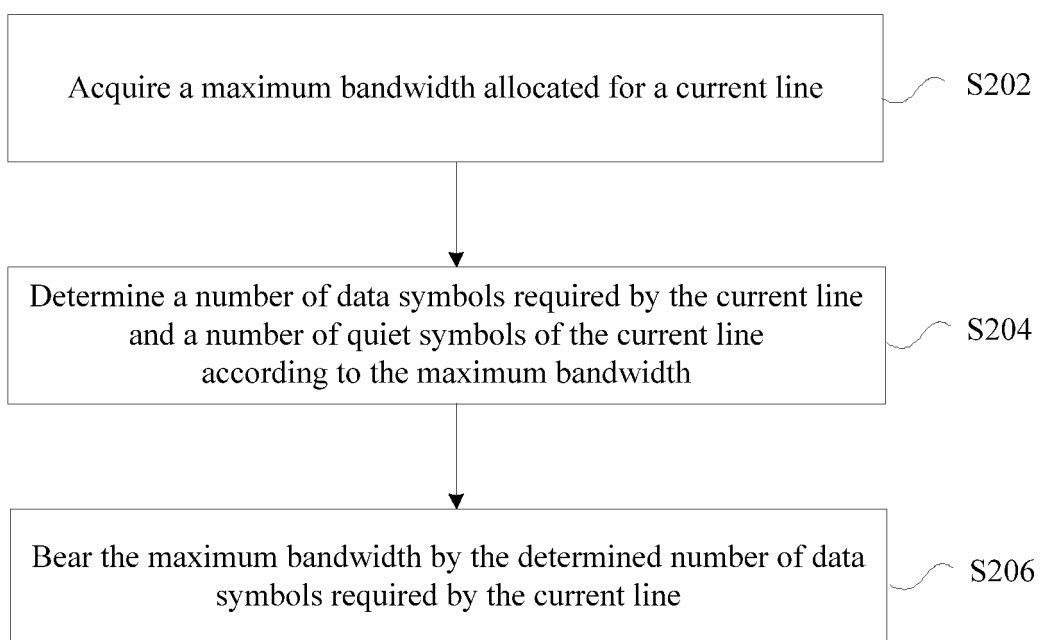 Acquire a maximum bandwidth allocated for a current line
S202
Determine a number of data symbols required by the current line
and a number of quiet symbols of the current line
according to the maximum bandwidth
S204
Bear the maximum bandwidth by the determined number of data
symbols required by the current line
S206